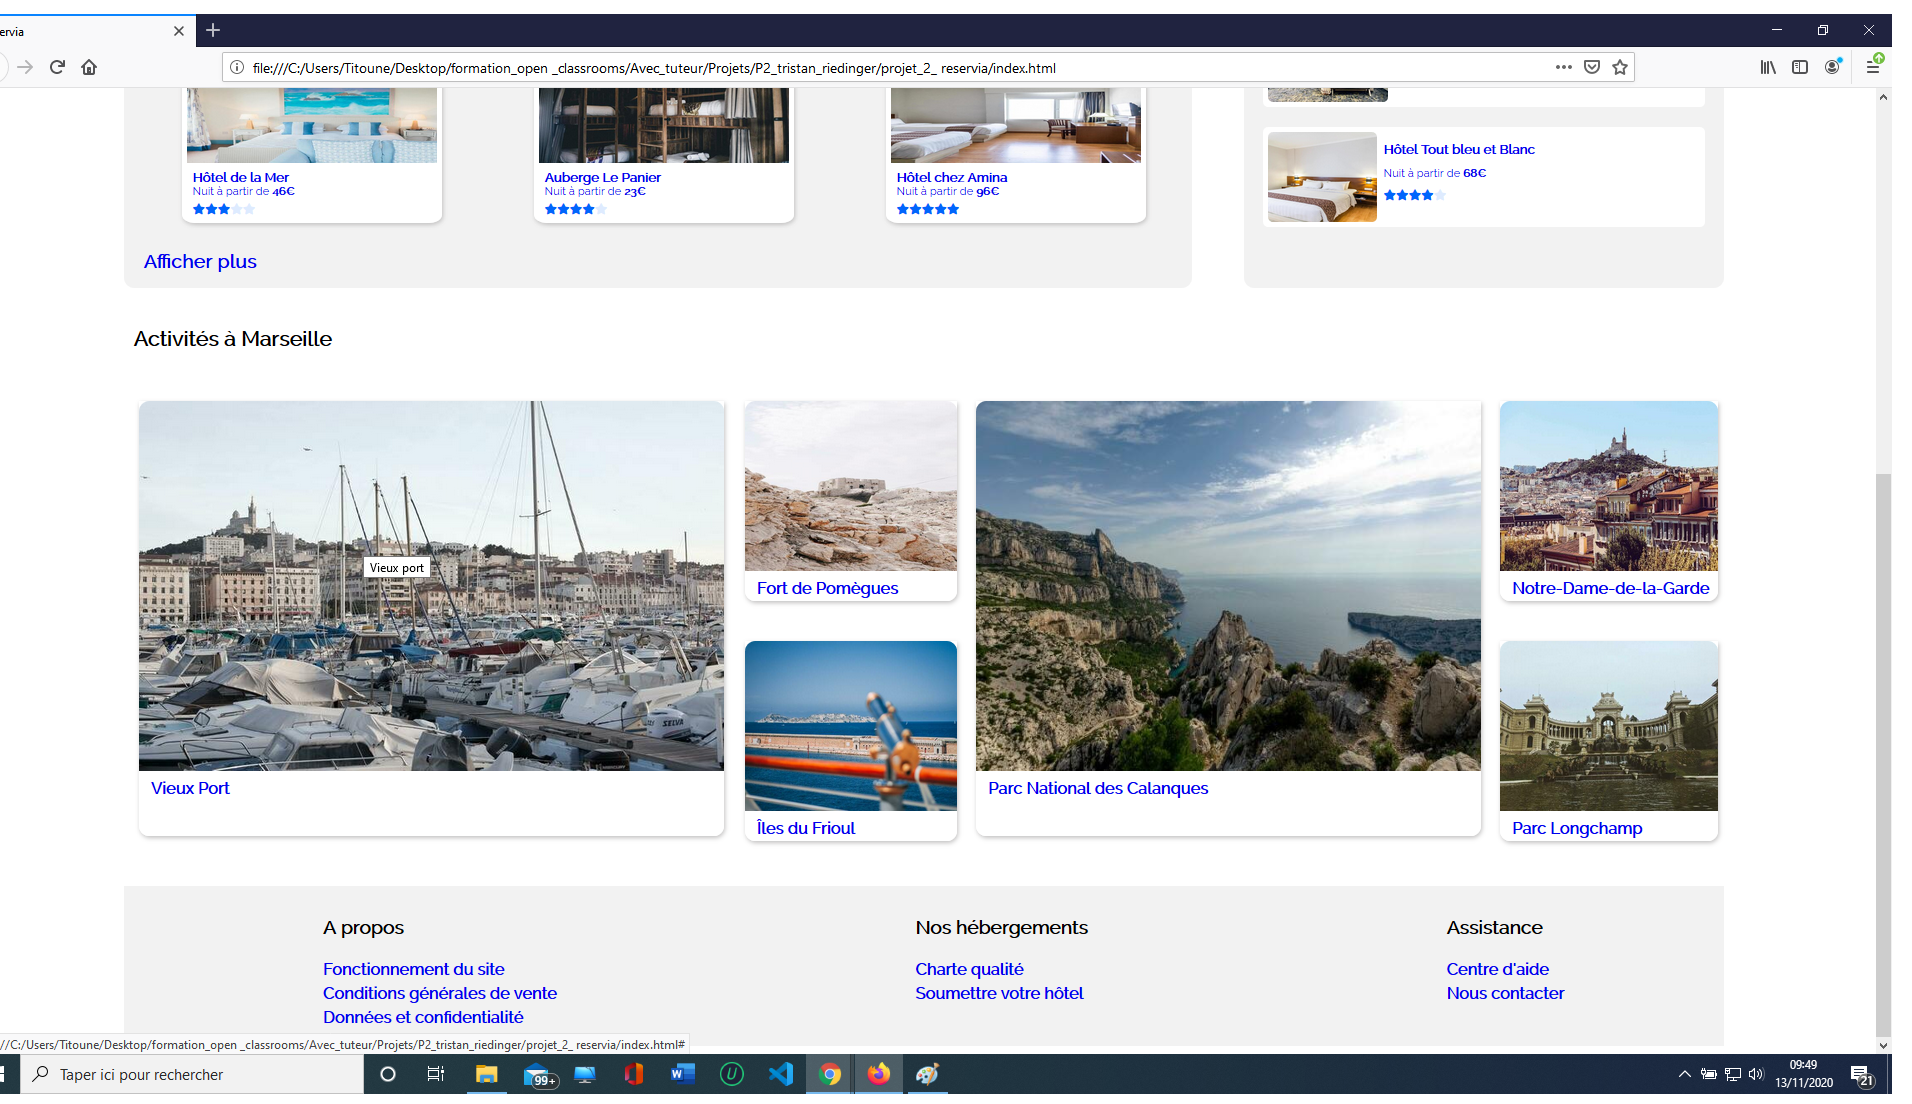 ervia
file:///C:/Users/Titoune/Desktop/formation_open _classrooms/Avec_tuteur/Projets/P2_tristan_riedinger/projet_2_ reservia/index.html
Hôtel de la Mer
Nuit à partir de 46€
Auberge Le Panier
Nuit à partir de 23€
Hôtel chez Amina
Nuit à partir de 96€
Hôtel Tout bleu et Blanc
Nuit à partir de 68€
Afficher plus
Activités à Marseille
Vieux port
SELVA
Vieux Port
Fort de Pomègues
Îles du Frioul
Parc National des Calanques
Notre-Dame-de-la-Garde
Parc Longchamp
A propos
Fonctionnement du site
Conditions générales de vente
Données et confidentialité
Nos hébergements
Charte qualité
Soumettre votre hôtel
Assistance
Centre d'aide
Nous contacter
//C:/Users/Titoune/Desktop/formation_open _classrooms/Avec_tuteur/Projets/P2_tristan_riedinger/projet_2_ reservia/index.html#
Taper ici pour rechercher
99+
W
U
09:49
13/11/2020
21